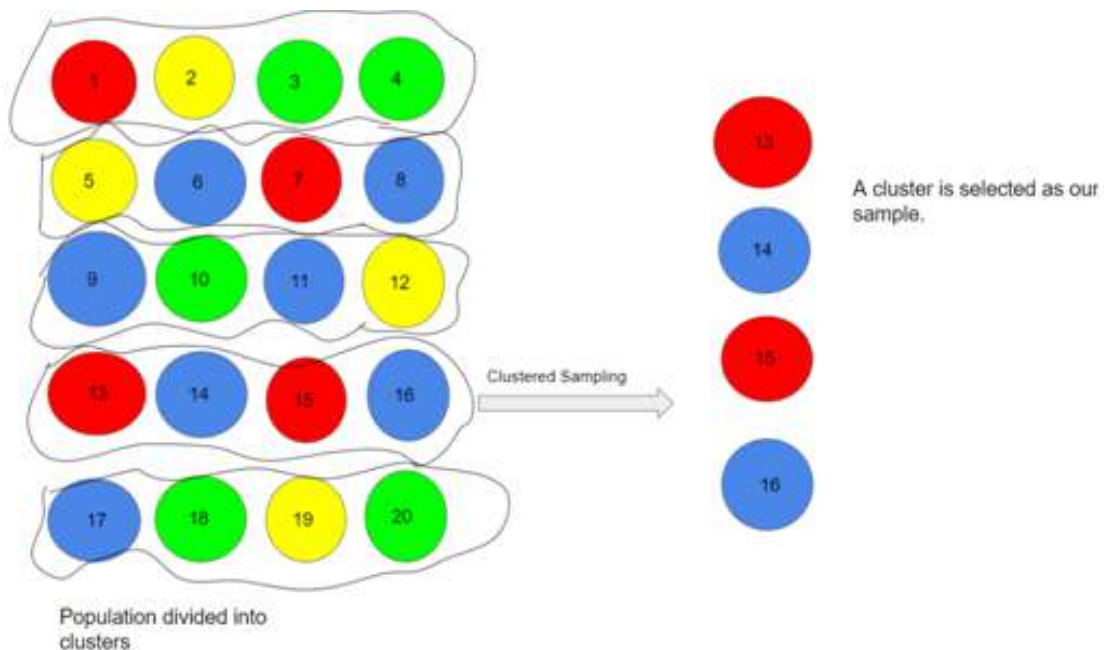 1 2 3 4
5 6 7 8
9 10 11 12
13 14 15 16
17 18 19 20
Population divided into
clusters
Clustered Sampling
13
14
15
16
A cluster is selected as our
sample.